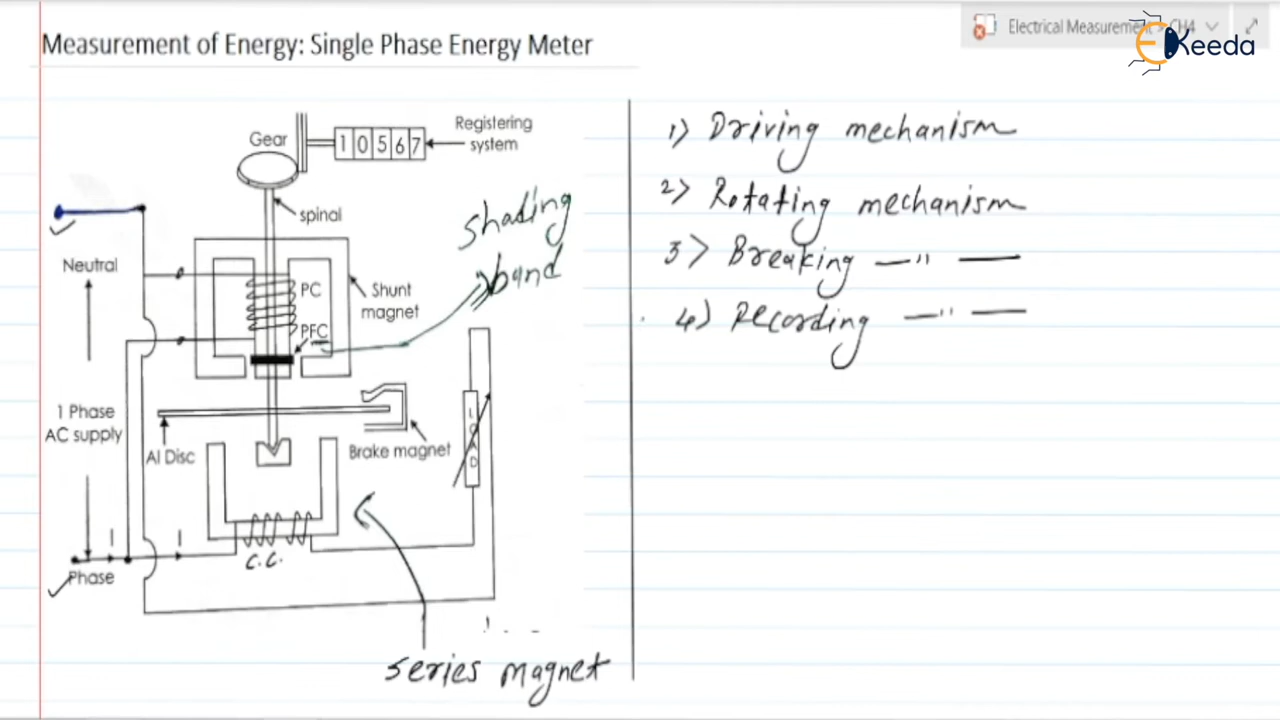 Electrical Measurement > CH4
EKeeda
Measurement of Energy: Single Phase Energy Meter
Gear
10567
Registering
system
spinal
shading
band
Neutral
PC
Shunt
magnet
PFC
1 Phase
AC supply
Al Disc
Brake magnet
LOAD
I
I
C.C.
Phase
series magnet
1) Driving mechanism
2) Rotating mechanism
3) Breaking —"—
4) Recording —"—